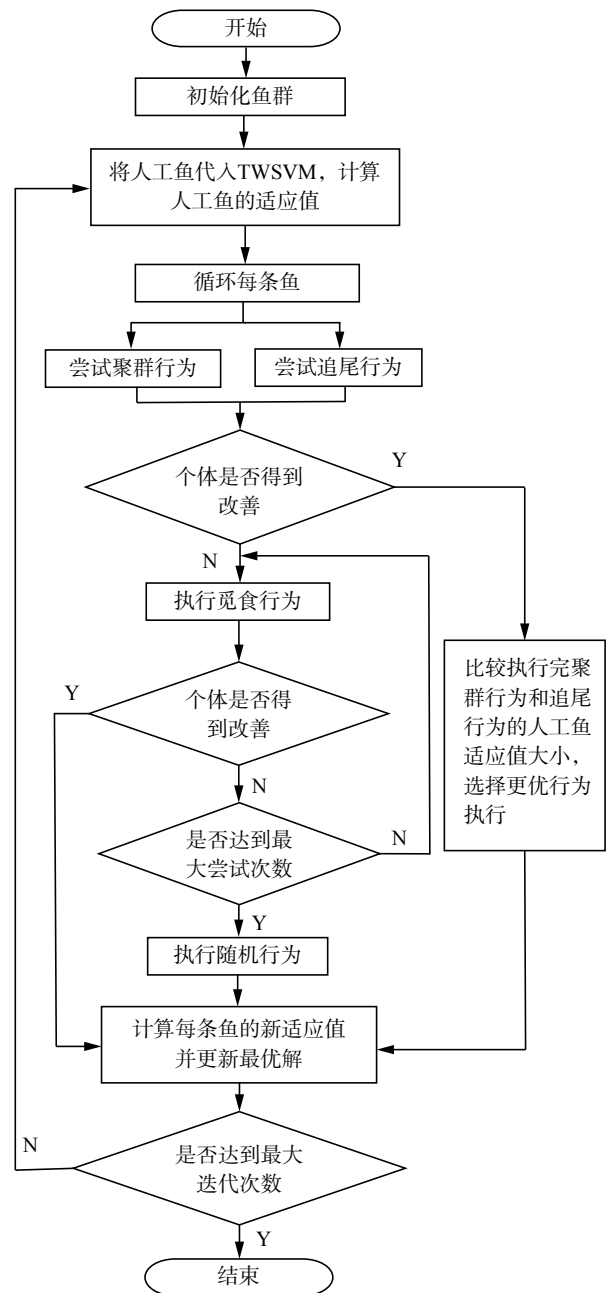 开始
初始化鱼群
将人工鱼代入TWSVM，计算
人工鱼的适应值
循环每条鱼
尝试聚群行为
尝试追尾行为
个体是否得到
改善
Y
N
执行觅食行为
比较执行完聚
群行为和追尾
行为的人工鱼
适应值大小，
选择更优行为
执行
Y
个体是否得
到改善
N
是否达到最
大尝试次数
N
Y
执行随机行为
计算每条鱼的新适应值
并更新最优解
N
是否达到最大
迭代次数
Y
结束